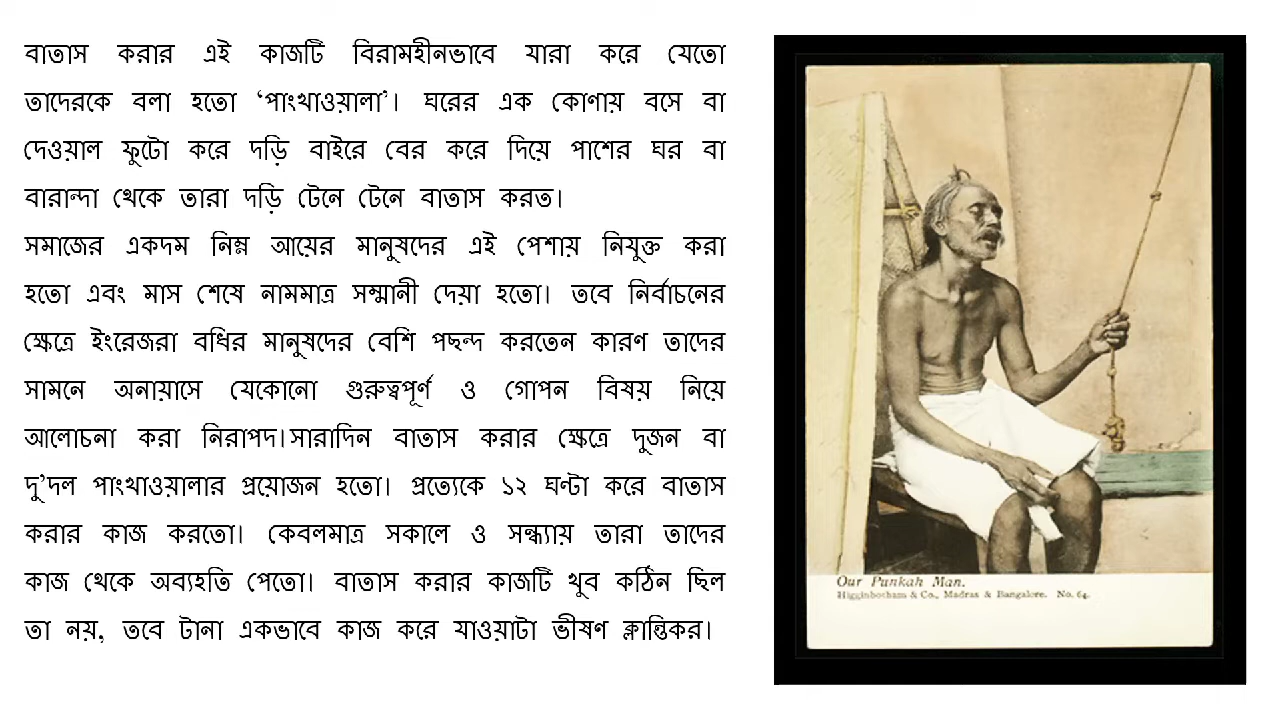 বাতাস করার এই কাজটি বিরামহীনভাবে যারা করে যেতো
তাদেরকে বলা হতো ‘পাংখাওয়ালা’। ঘরের এক কোণায় বসে বা
দেওয়াল ফুটো করে দড়ি বাইরে বের করে দিয়ে পাশের ঘর বা
বারান্দা থেকে তারা দড়ি টেনে টেনে বাতাস করত।
সমাজের একদম নিম্ন আয়ের মানুষদের এই পেশায় নিযুক্ত করা
হতো এবং মাস শেষে নামমাত্র সম্মানী দেয়া হতো। তবে নির্বাচনের
ক্ষেত্রে ইংরেজরা বধির মানুষদের বেশি পছন্দ করতেন কারণ তাদের
সামনে অনায়াসে যেকোনো গুরুত্বপূর্ণ ও গোপন বিষয় নিয়ে
আলোচনা করা নিরাপদ।সারাদিন বাতাস করার ক্ষেত্রে দুজন বা
দু’দল পাংখাওয়ালার প্রয়োজন হতো। প্রত্যেকে ১২ ঘন্টা করে বাতাস
করার কাজ করতো। কেবলমাত্র সকালে ও সন্ধ্যায় তারা তাদের
কাজ থেকে অব্যহতি পেতো। বাতাস করার কাজটি খুব কঠিন ছিল
তা নয়, তবে টানা একভাবে কাজ করে যাওয়াটা ভীষণ ক্লান্তিকর।
Our Punkah Man.
Higginbotham & Co., Madras & Bangalore. No. 64.